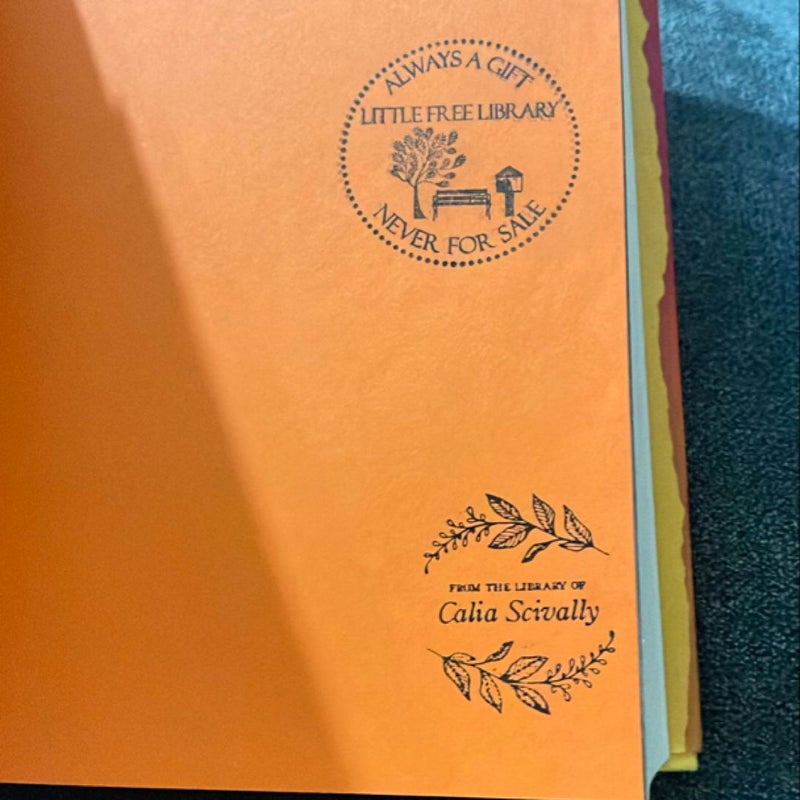 ALWAYS A GIFT
LITTLE FREE LIBRARY
NEVER FOR SALE
FROM THE LIBRARY OF
Calia Scivally